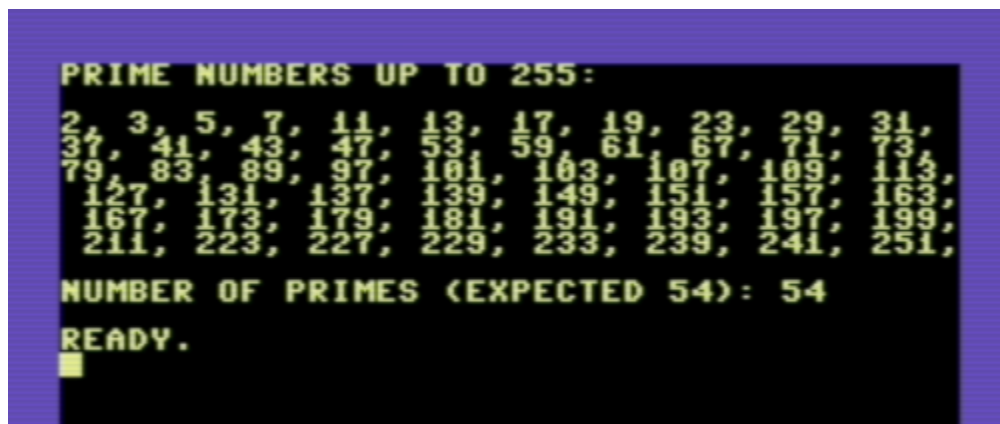 PRIME NUMBERS UP TO 255:
2, 3, 5, 7, 11, 13, 17, 19, 23, 29, 31,
37, 41, 43, 47, 53, 59, 61, 67, 71, 73,
79, 83, 89, 97, 101, 103, 107, 109, 113,
127, 131, 137, 139, 149, 151, 157, 163,
167, 173, 179, 181, 191, 193, 197, 199,
211, 223, 227, 229, 233, 239, 241, 251,
NUMBER OF PRIMES (EXPECTED 54): 54
READY.